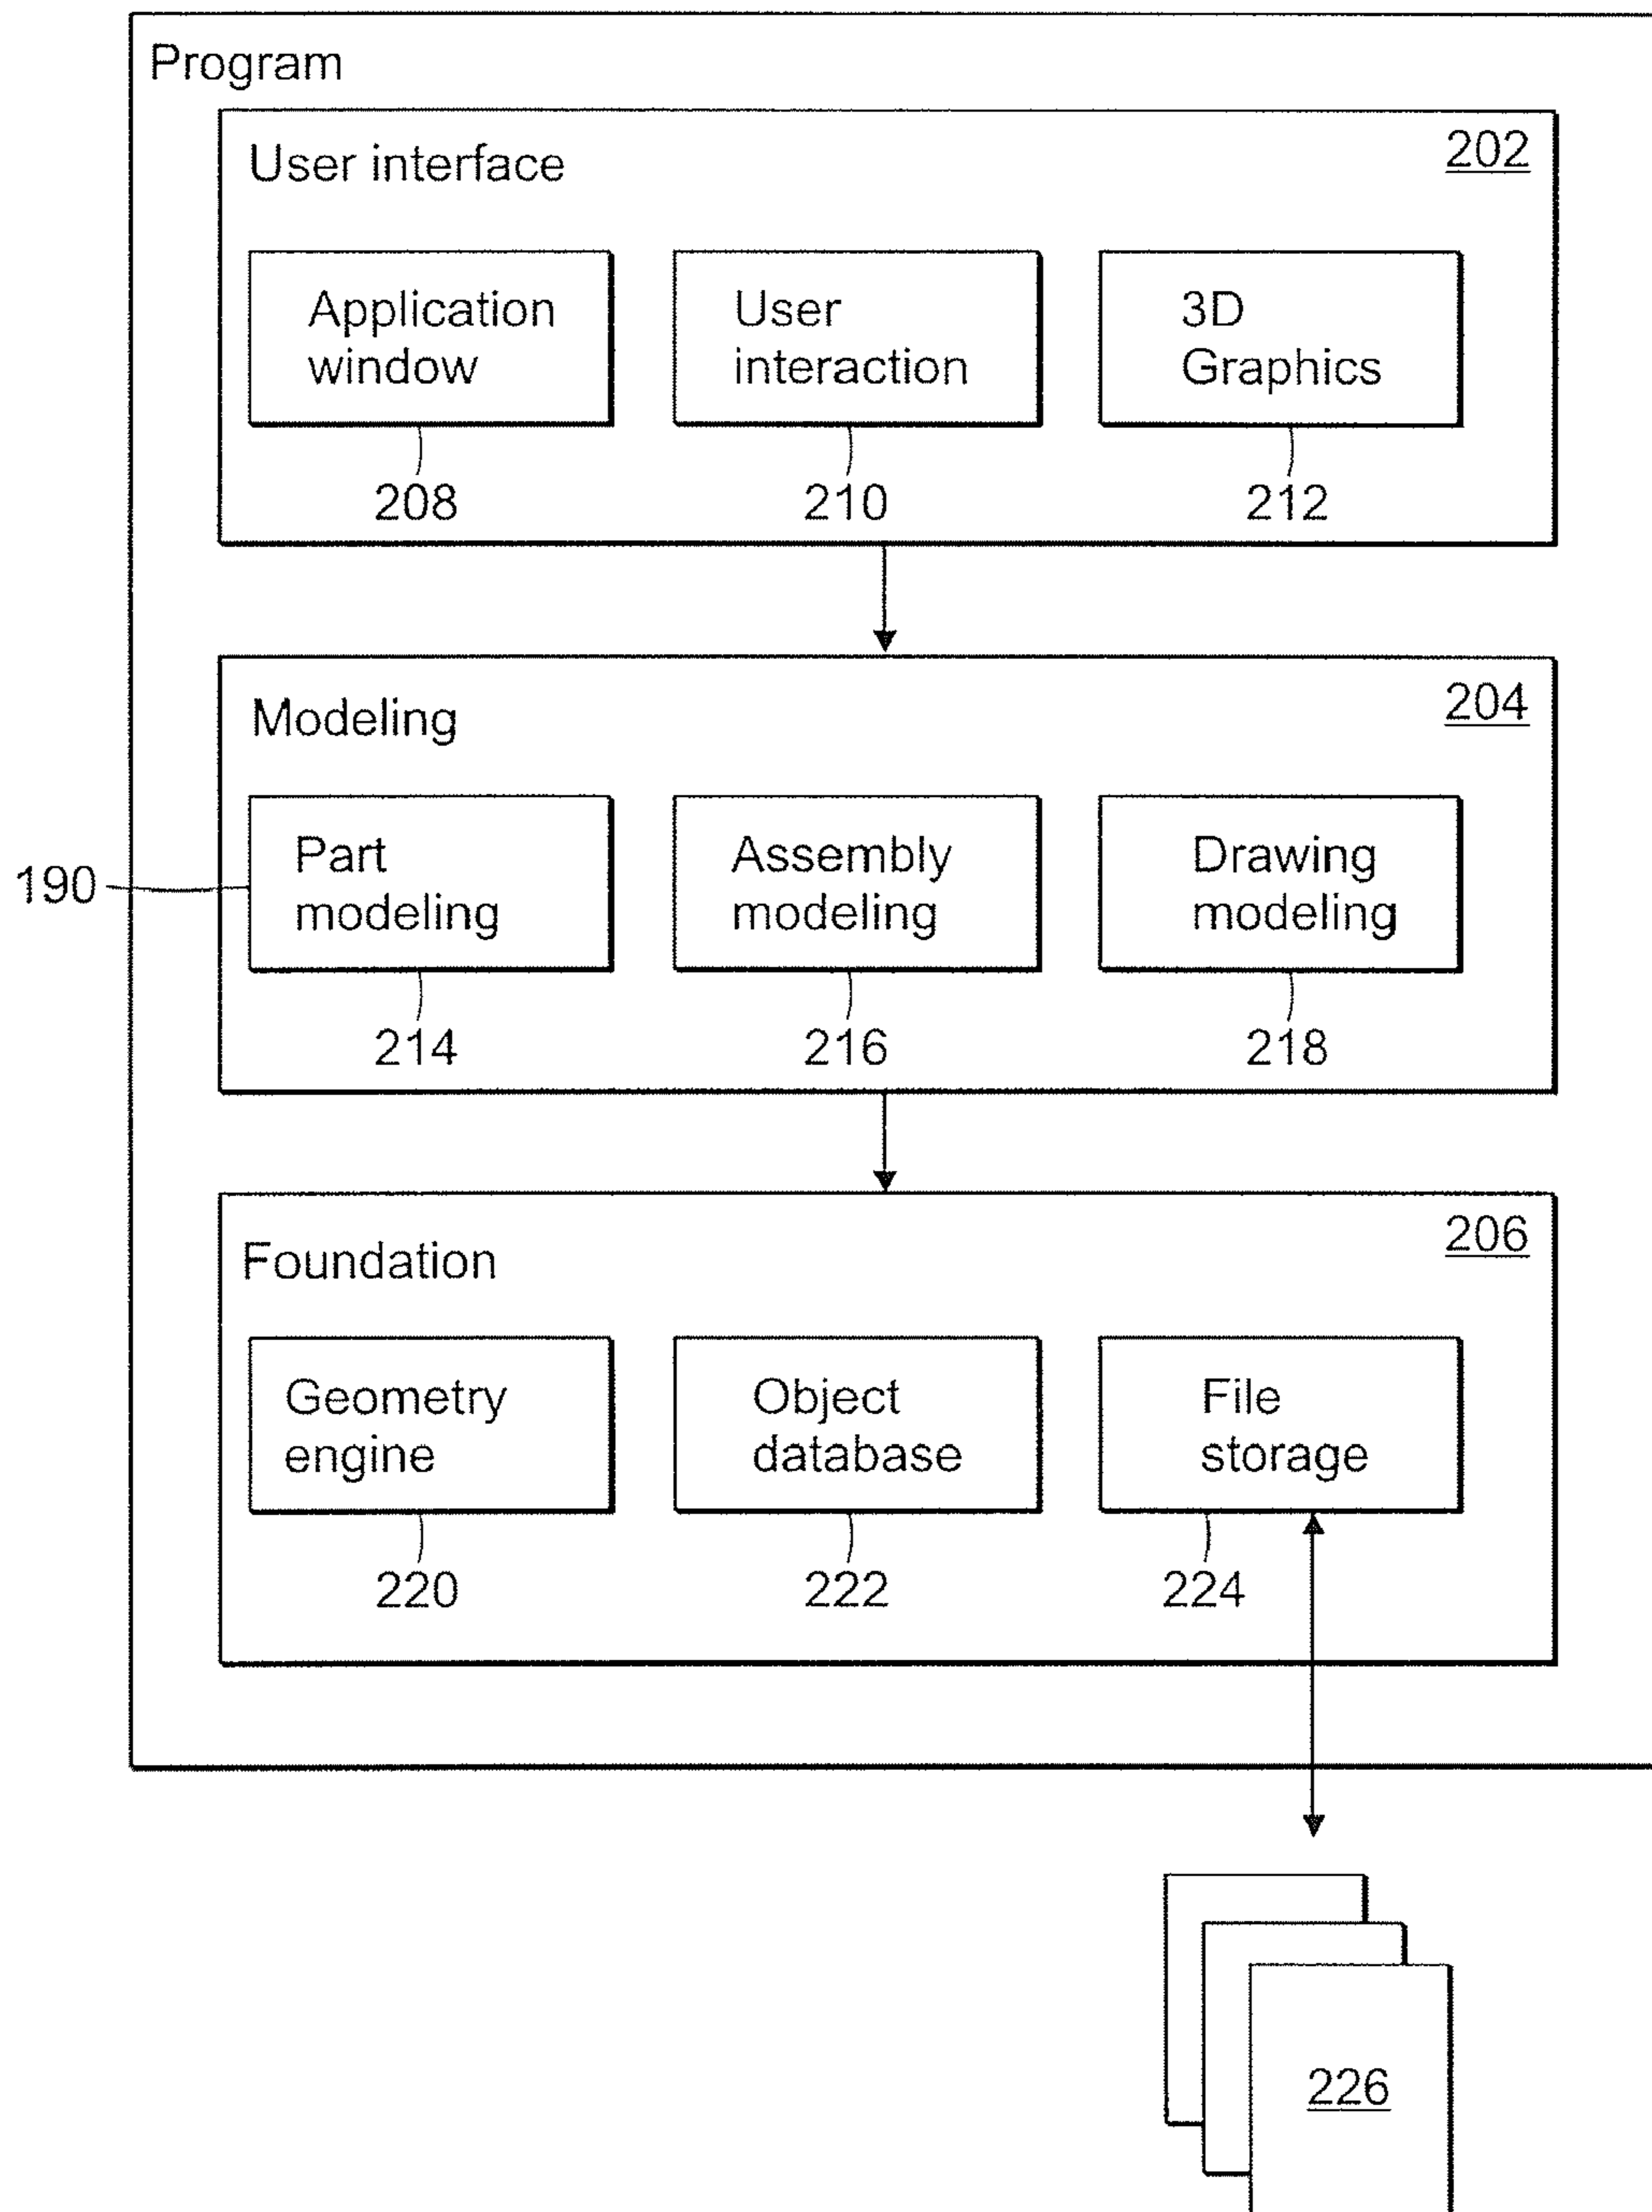 Program
User interface
202
Application
window
User
interaction
3D
Graphics
208
210
212
Modeling
204
190
Part
modeling
Assembly
modeling
Drawing
modeling
214
216
218
Foundation
206
Geometry
engine
Object
database
File
storage
220
222
224
226